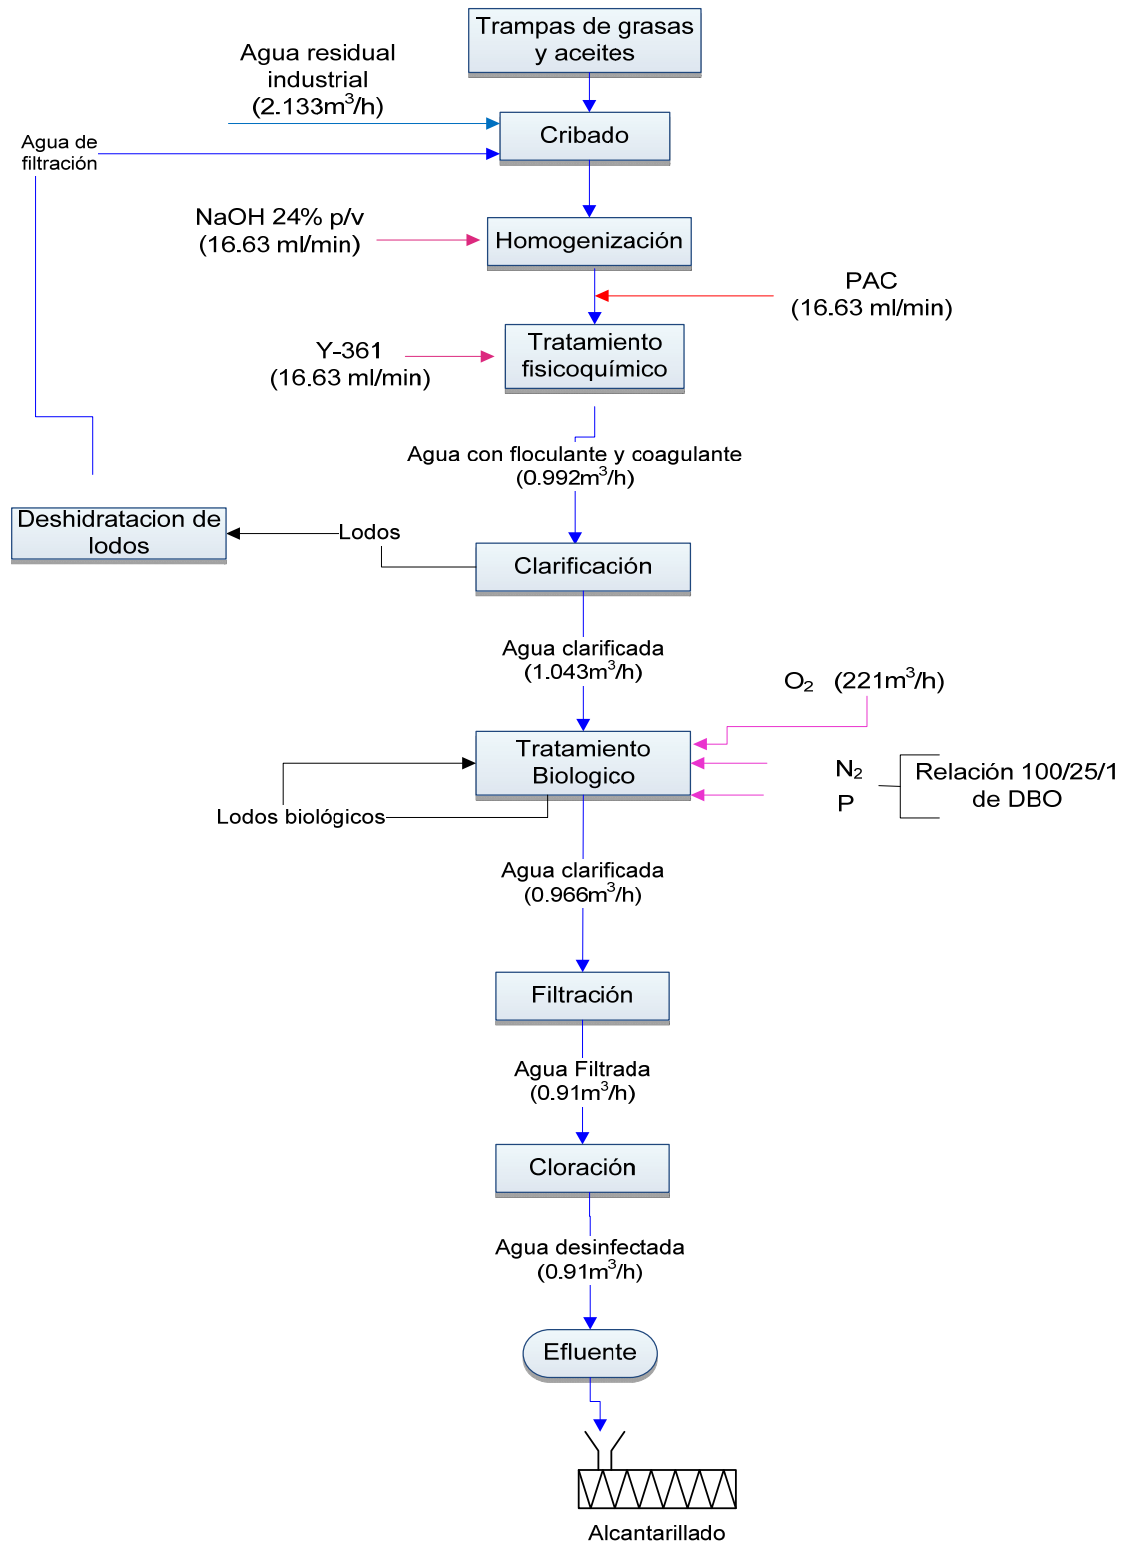 Trampas de grasas
y aceites
Agua residual
industrial
(2.133m³/h)
Cribado
Agua de
filtración
NaOH 24% p/v
(16.63 ml/min)
Homogenización
PAC
(16.63 ml/min)
Tratamiento
fisicoquímico
Y-361
(16.63 ml/min)
Agua con floculante y coagulante
(0.992m³/h)
Deshidratacion de
lodos
Lodos
Clarificación
Agua clarificada
(1.043m³/h)
O₂ (221m³/h)
Tratamiento
Biologico
N₂
P
Relación 100/25/1
de DBO
Lodos biológicos
Agua clarificada
(0.966m³/h)
Filtración
Agua Filtrada
(0.91m³/h)
Cloración
Agua desinfectada
(0.91m³/h)
Efluente
Alcantarillado